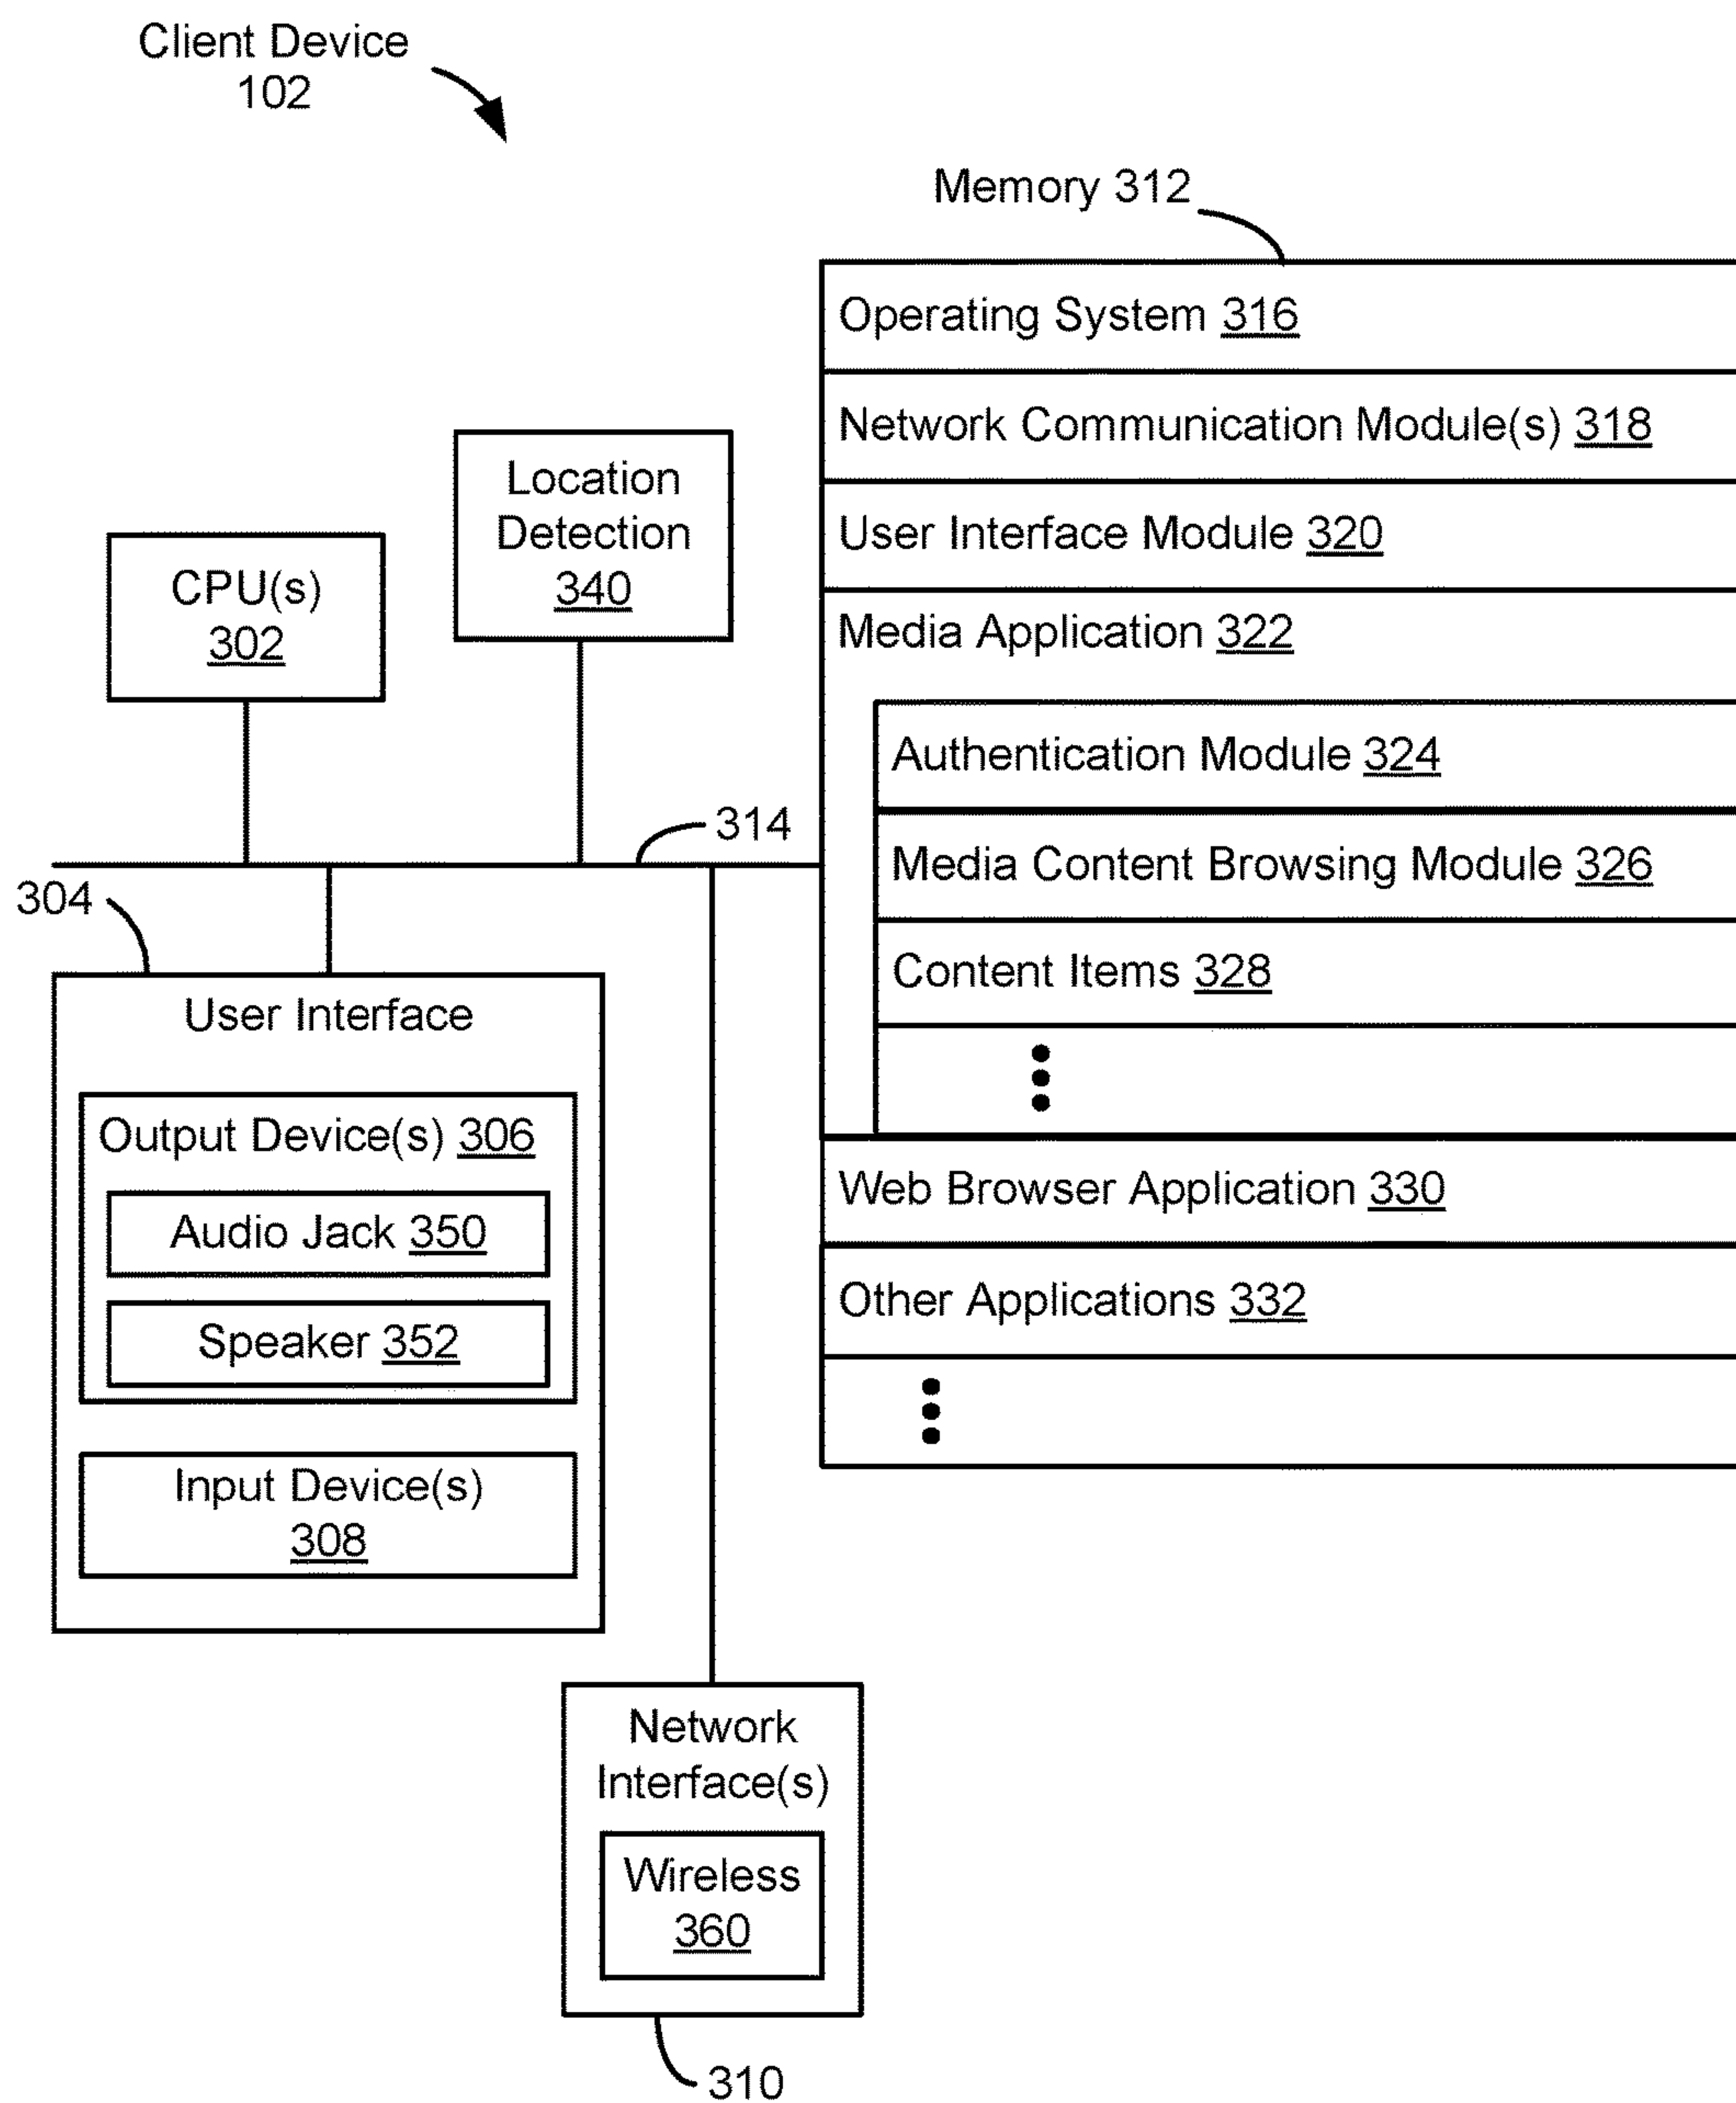 Client Device
102
Memory 312
Operating System 316
Network Communication Module(s) 318
User Interface Module 320
Media Application 322
Authentication Module 324
Media Content Browsing Module 326
Content Items 328
Web Browser Application 330
Other Applications 332
Location
Detection
340
CPU(s)
302
314
304
User Interface
Output Device(s) 306
Audio Jack 350
Speaker 352
Input Device(s)
308
Network
Interface(s)
Wireless
360
310